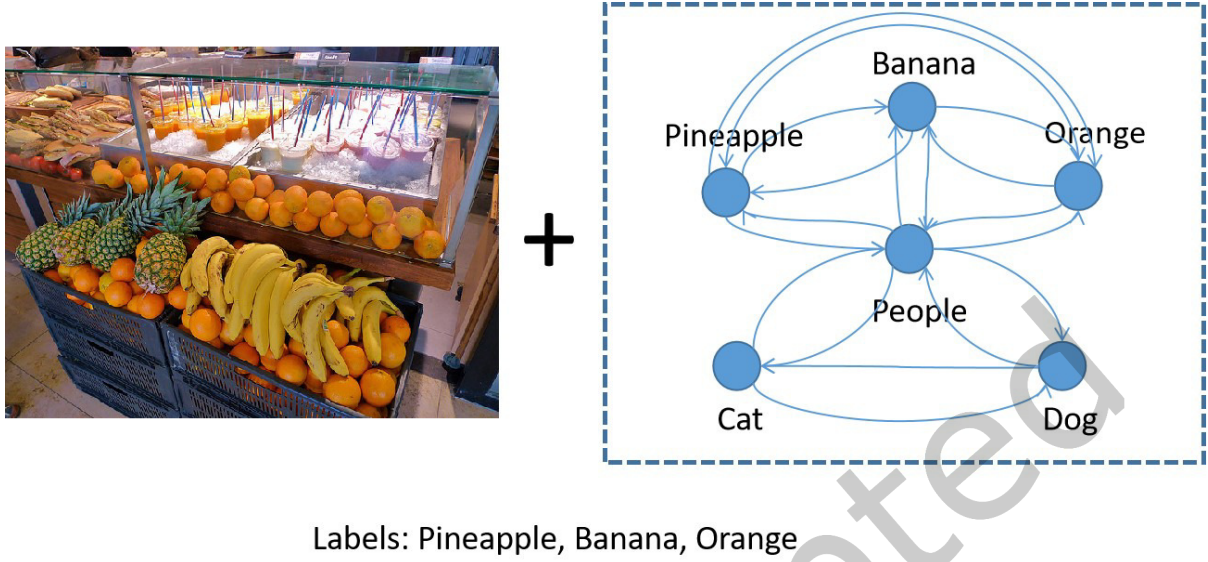 Banana
Pineapple
Orange
+
People
Cat
Dog
Labels: Pineapple, Banana, Orange